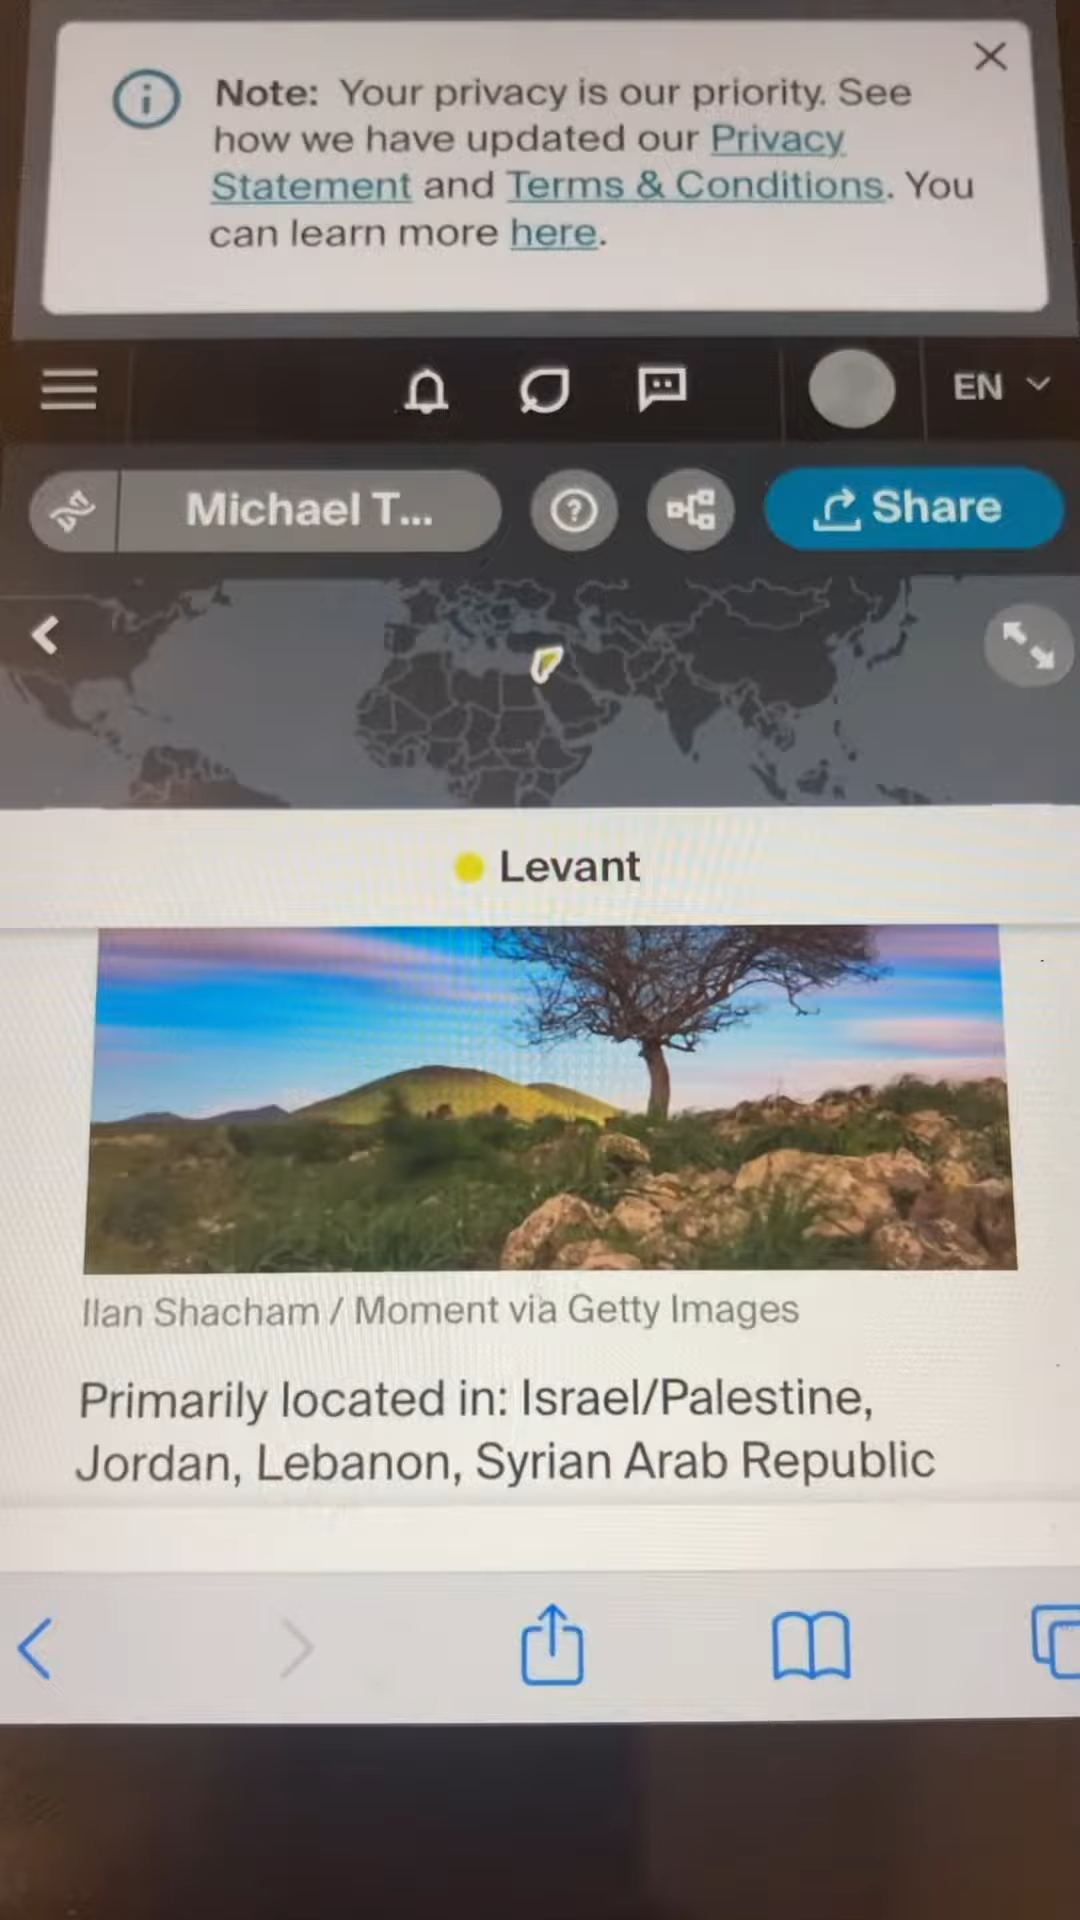 Note: Your privacy is our priority. See
how we have updated our Privacy
Statement and Terms & Conditions. You
can learn more here.
EN
Michael T...
Share
Levant
Ilan Shacham / Moment via Getty Images
Primarily located in: Israel/Palestine,
Jordan, Lebanon, Syrian Arab Republic